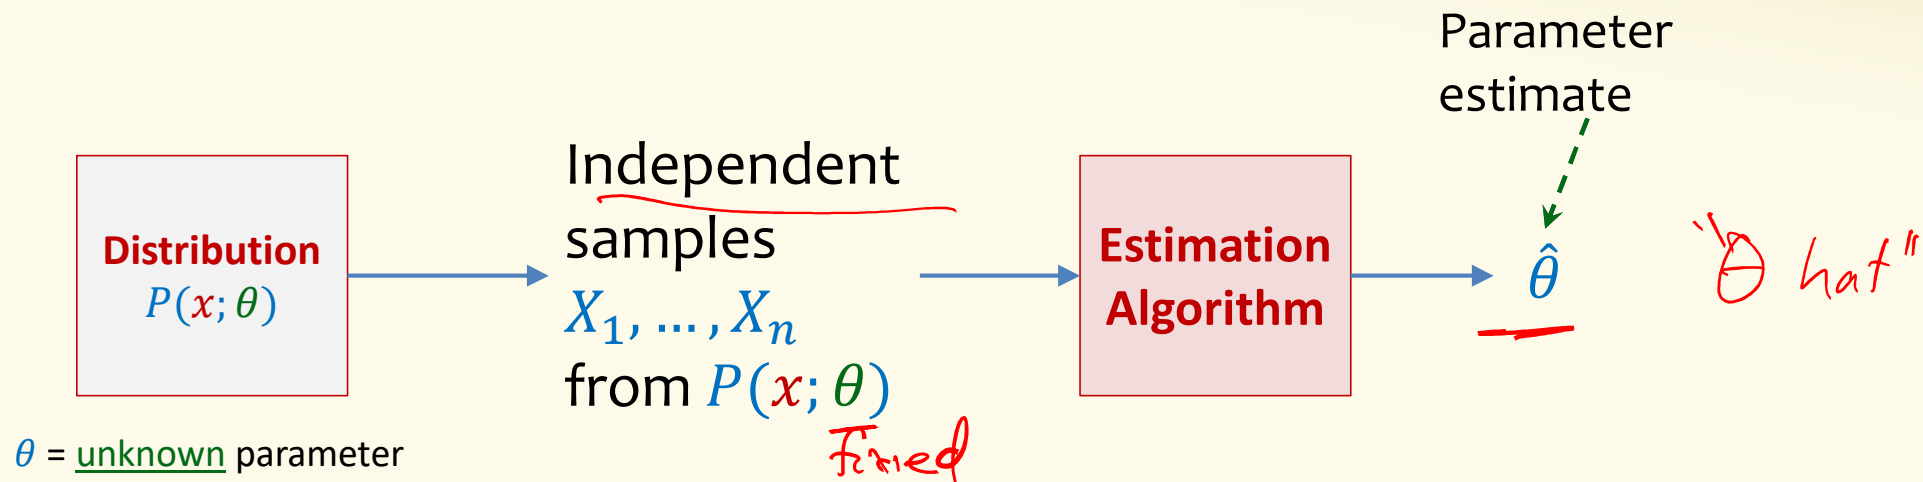 Parameter
estimate
Independent
samples
X₁, … , Xₙ
from P(x; θ)
Distribution
P(x; θ)
Estimation
Algorithm
θ̂
"θ hat"
Fixed
θ = unknown parameter